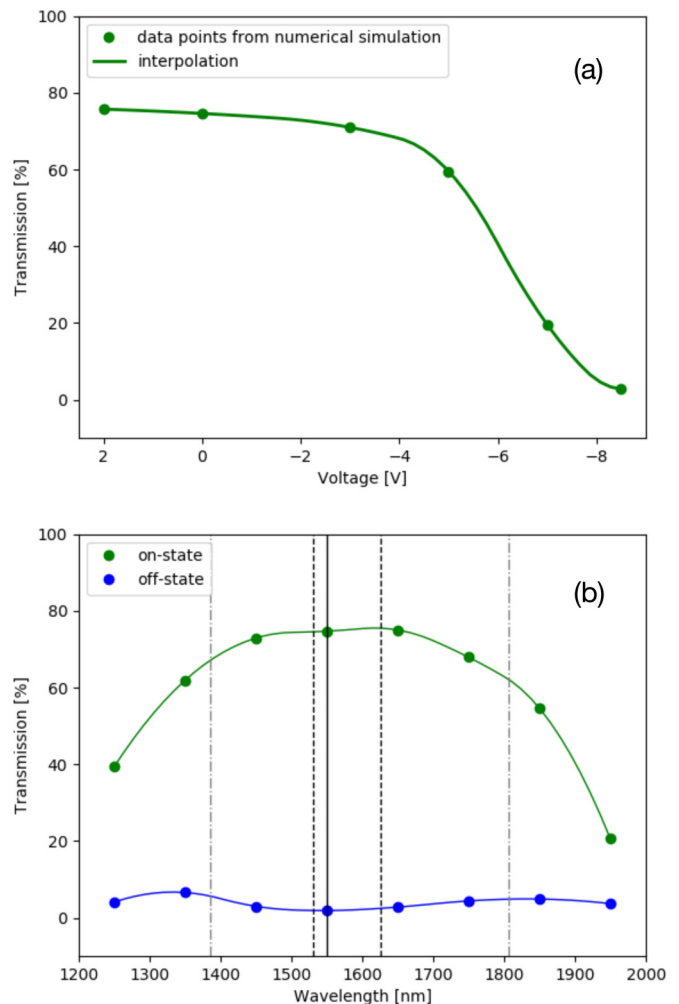 100
80
60
40
20
0
Transmission [%]
data points from numerical simulation
interpolation
(a)
2 0 −2 −4 −6 −8
Voltage [V]
100
80
60
40
20
0
Transmission [%]
on-state
off-state
(b)
1200 1300 1400 1500 1600 1700 1800 1900 2000
Wavelength [nm]